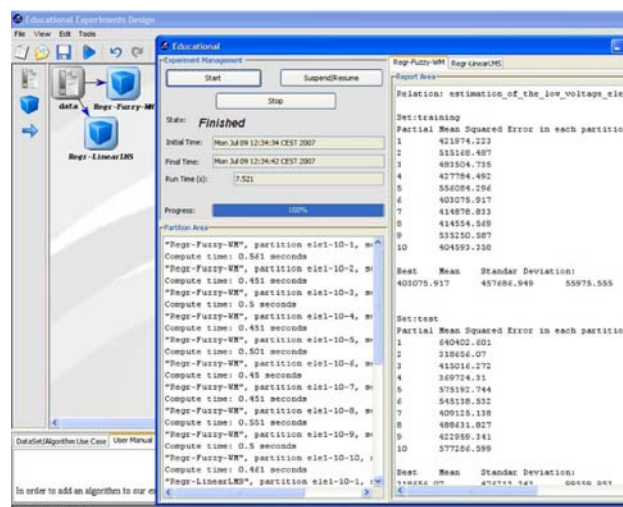 Educational Experiments Design
File View Edit Tools
data
Regr-Fuzzy-WM
Regr-LinearLMS
DataSet/Algorithm Use Case User Manual
In order to add an algorithm to our ex
Educational
Experiment Management
Start
Suspend/Resume
Stop
State: Finished
Initial Time: Mon Jul 09 12:34:34 CEST 2007
Final Time: Mon Jul 09 12:34:42 CEST 2007
Run Time (s): 7.521
Progress: 100%
Partition Area
"Regr-Fuzzy-WM", partition ele1-10-1,
Compute time: 0.561 seconds
"Regr-Fuzzy-WM", partition ele1-10-2,
Compute time: 0.451 seconds
"Regr-Fuzzy-WM", partition ele1-10-3,
Compute time: 0.5 seconds
"Regr-Fuzzy-WM", partition ele1-10-4,
Compute time: 0.451 seconds
"Regr-Fuzzy-WM", partition ele1-10-5,
Compute time: 0.501 seconds
"Regr-Fuzzy-WM", partition ele1-10-6,
Compute time: 0.45 seconds
"Regr-Fuzzy-WM", partition ele1-10-7,
Compute time: 0.451 seconds
"Regr-Fuzzy-WM", partition ele1-10-8,
Compute time: 0.551 seconds
"Regr-Fuzzy-WM", partition ele1-10-9,
Compute time: 0.5 seconds
"Regr-Fuzzy-WM", partition ele1-10-10,
Compute time: 0.461 seconds
"Regr-LinearLMS", partition ele1-10-1,
Regr-Fuzzy-WM Regr-LinearLMS
Report Area
Relation: estimation_of_the_low_voltage_ele
Set:training
Partial Mean Squared Error in each partitio
1 421974.223
2 515168.487
3 483504.735
4 427784.492
5 556084.296
6 403075.917
7 414878.833
8 414554.569
9 535250.587
10 404593.358
Best Mean Standar Deviation:
403075.917 457686.949 55975.555
Set:test
Partial Mean Squared Error in each partitio
1 640402.601
2 318656.07
3 415016.272
4 369724.31
5 575192.744
6 545138.532
7 409125.138
8 488631.827
9 422959.341
10 577286.599
Best Mean Standar Deviation: